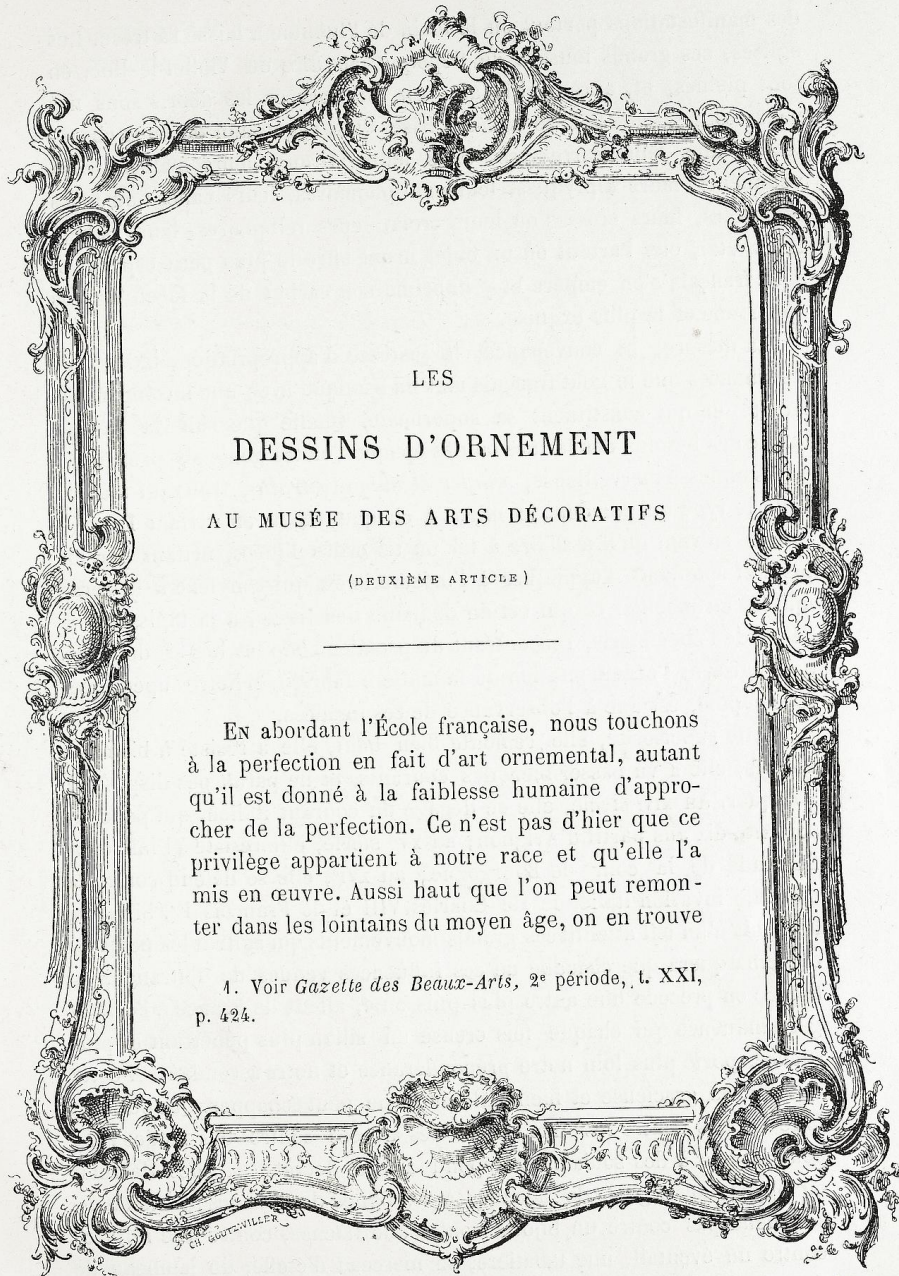 LES
DESSINS D'ORNEMENT
AU MUSÉE DES ARTS DÉCORATIFS
(DEUXIÈME ARTICLE)
EN abordant l'École française, nous touchons
à la perfection en fait d'art ornemental, autant
qu'il est donné à la faiblesse humaine d'appro-
cher de la perfection. Ce n'est pas d'hier que ce
privilège appartient à notre race et qu'elle l'a
mis en œuvre. Aussi haut que l'on peut remon-
ter dans les lointains du moyen âge, on en trouve
1. Voir Gazette des Beaux-Arts, 2e période, t. XXI,
p. 424.
CH. GOUTZWILLER